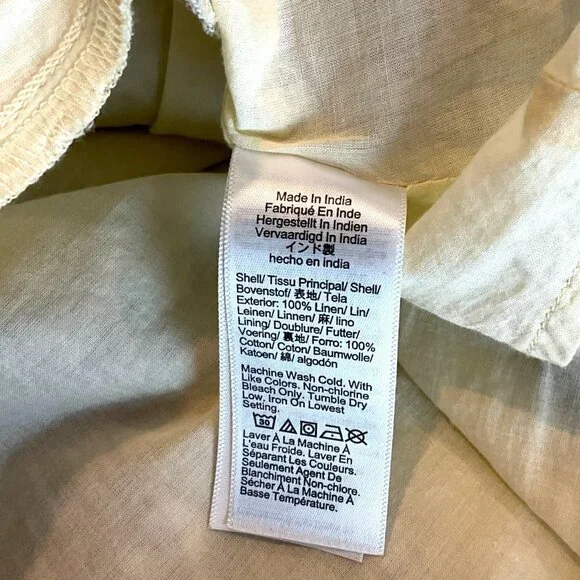 Made In India
Fabriqué En Inde
Hergestellt In Indien
Vervaardigd In India
インド製
hecho en india
Shell/ Tissu Principal/ Shell/
Bovenstof/ 表地/ Tela
Exterior: 100% Linen/ Lin/
Leinen/ Linnen/ 麻/ lino
Lining/ Doublure/ Futter/
Voering/ 裏地/ Forro: 100%
Cotton/ Coton/ Baumwolle/
Katoen/ 綿/ algodón
Machine Wash Cold. With
Like Colors. Non-chlorine
Bleach Only. Tumble Dry
Low, Iron On Lowest
Setting.
30
Laver À La Machine À
L'eau Froide. Laver En
Séparant Les Couleurs.
Seulement Agent De
Blanchiment Non-chlore.
Sécher À La Machine À
Basse Température.